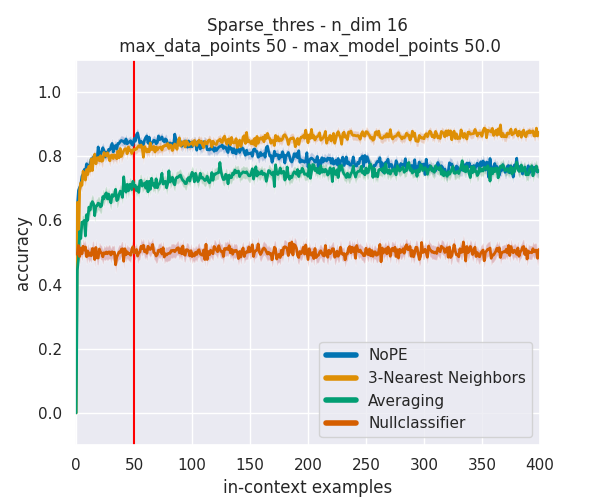 Sparse_thres - n_dim 16
max_data_points 50 - max_model_points 50.0
accuracy
1.0
0.8
0.6
0.4
0.2
0.0
NoPE
3-Nearest Neighbors
Averaging
Nullclassifier
0 50 100 150 200 250 300 350 400
in-context examples